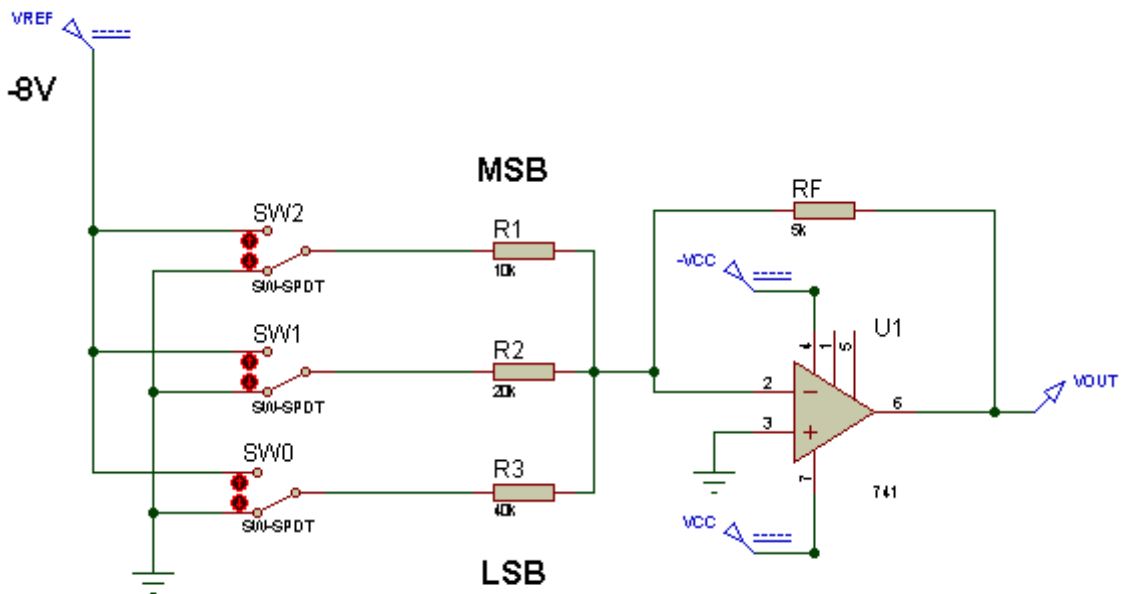 VREF
-8V
MSB
SW2
SW-SPDT
R1
10k
RF
5k
-VCC
SW1
SW-SPDT
R2
20k
U1
4
1
5
2
3
6
VOUT
7
741
SW0
SW-SPDT
R3
40k
VCC
LSB